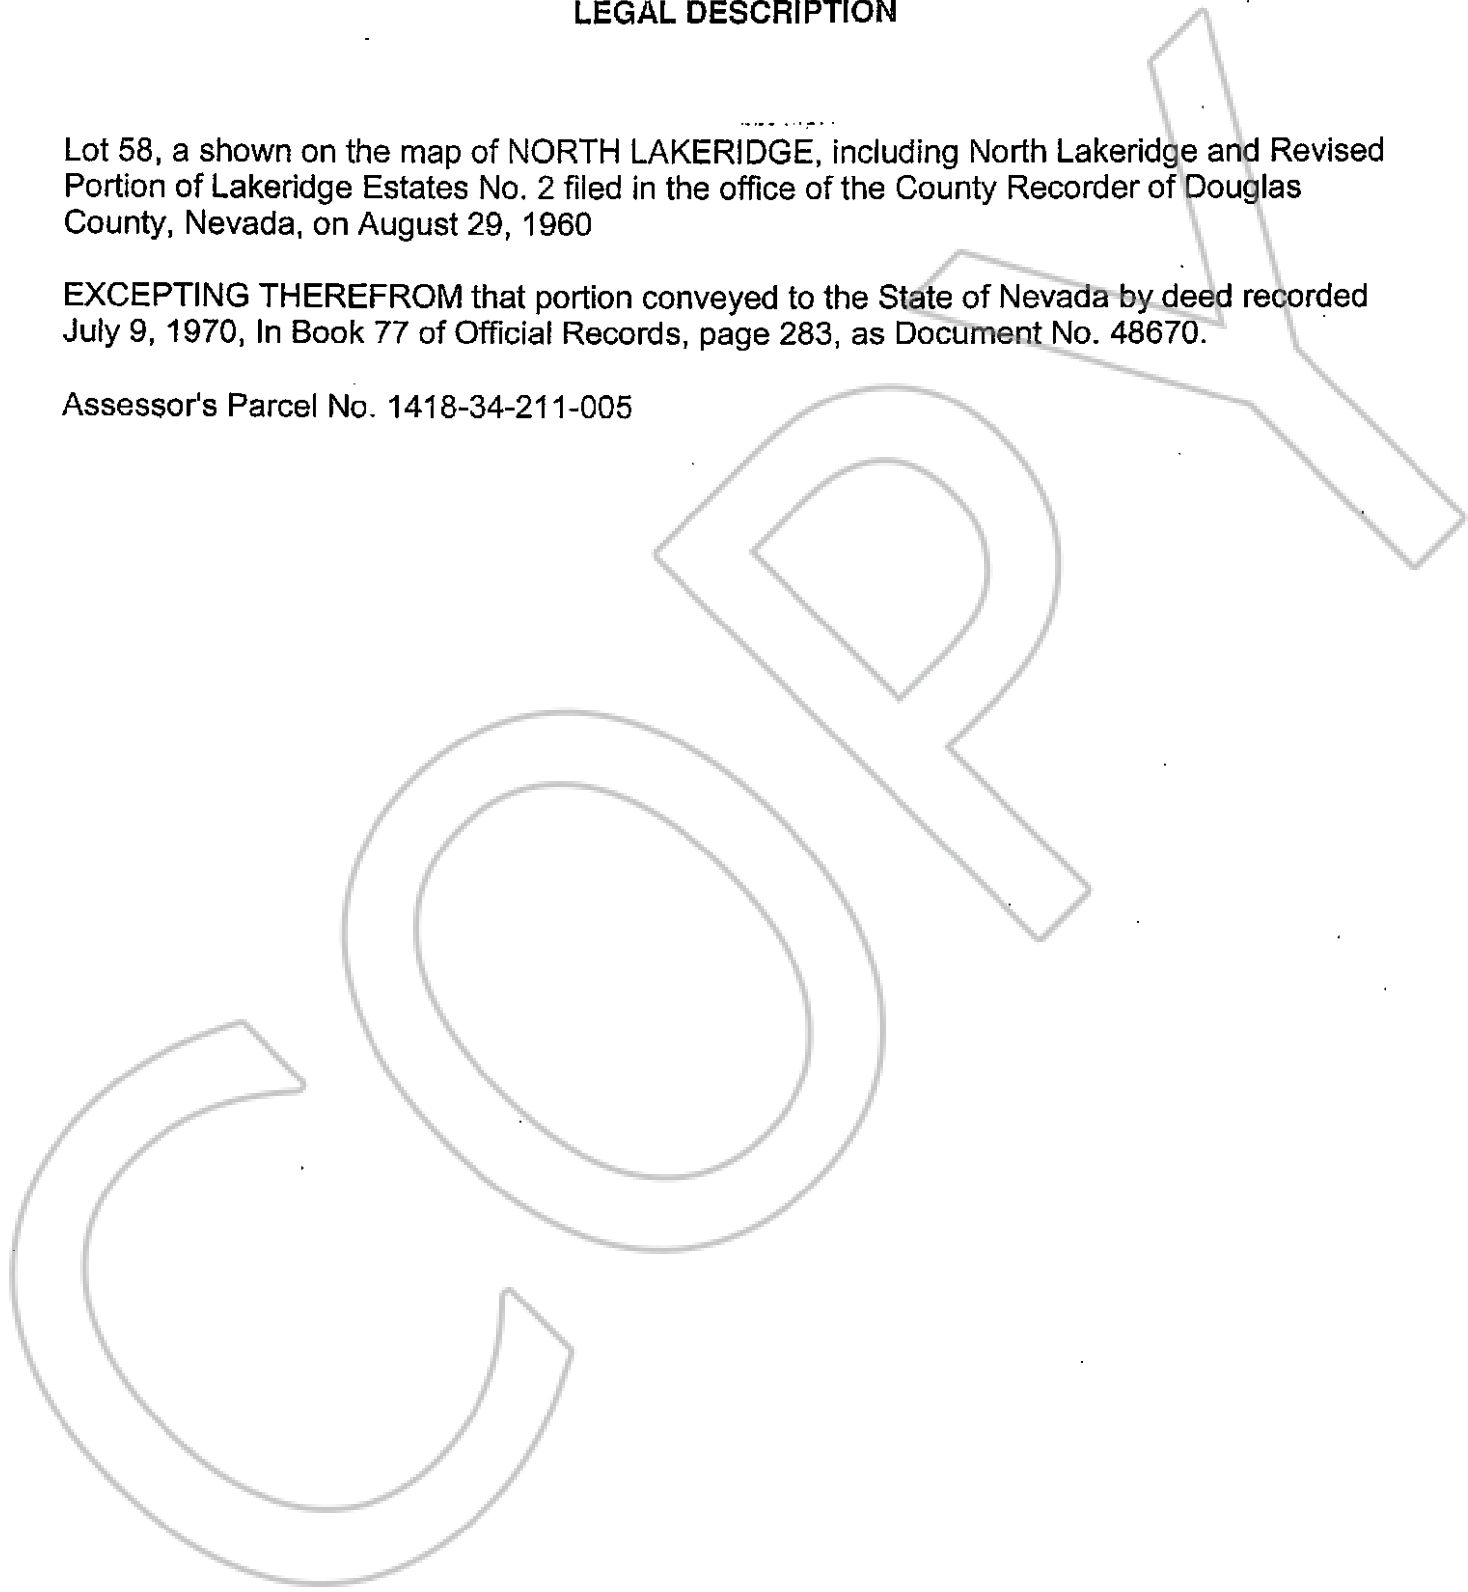 LEGAL DESCRIPTION
Lot 58, a shown on the map of NORTH LAKERIDGE, including North Lakeridge and Revised
Portion of Lakeridge Estates No. 2 filed in the office of the County Recorder of Douglas
County, Nevada, on August 29, 1960
EXCEPTING THEREFROM that portion conveyed to the State of Nevada by deed recorded
July 9, 1970, In Book 77 of Official Records, page 283, as Document No. 48670.
Assessor's Parcel No. 1418-34-211-005
COPY